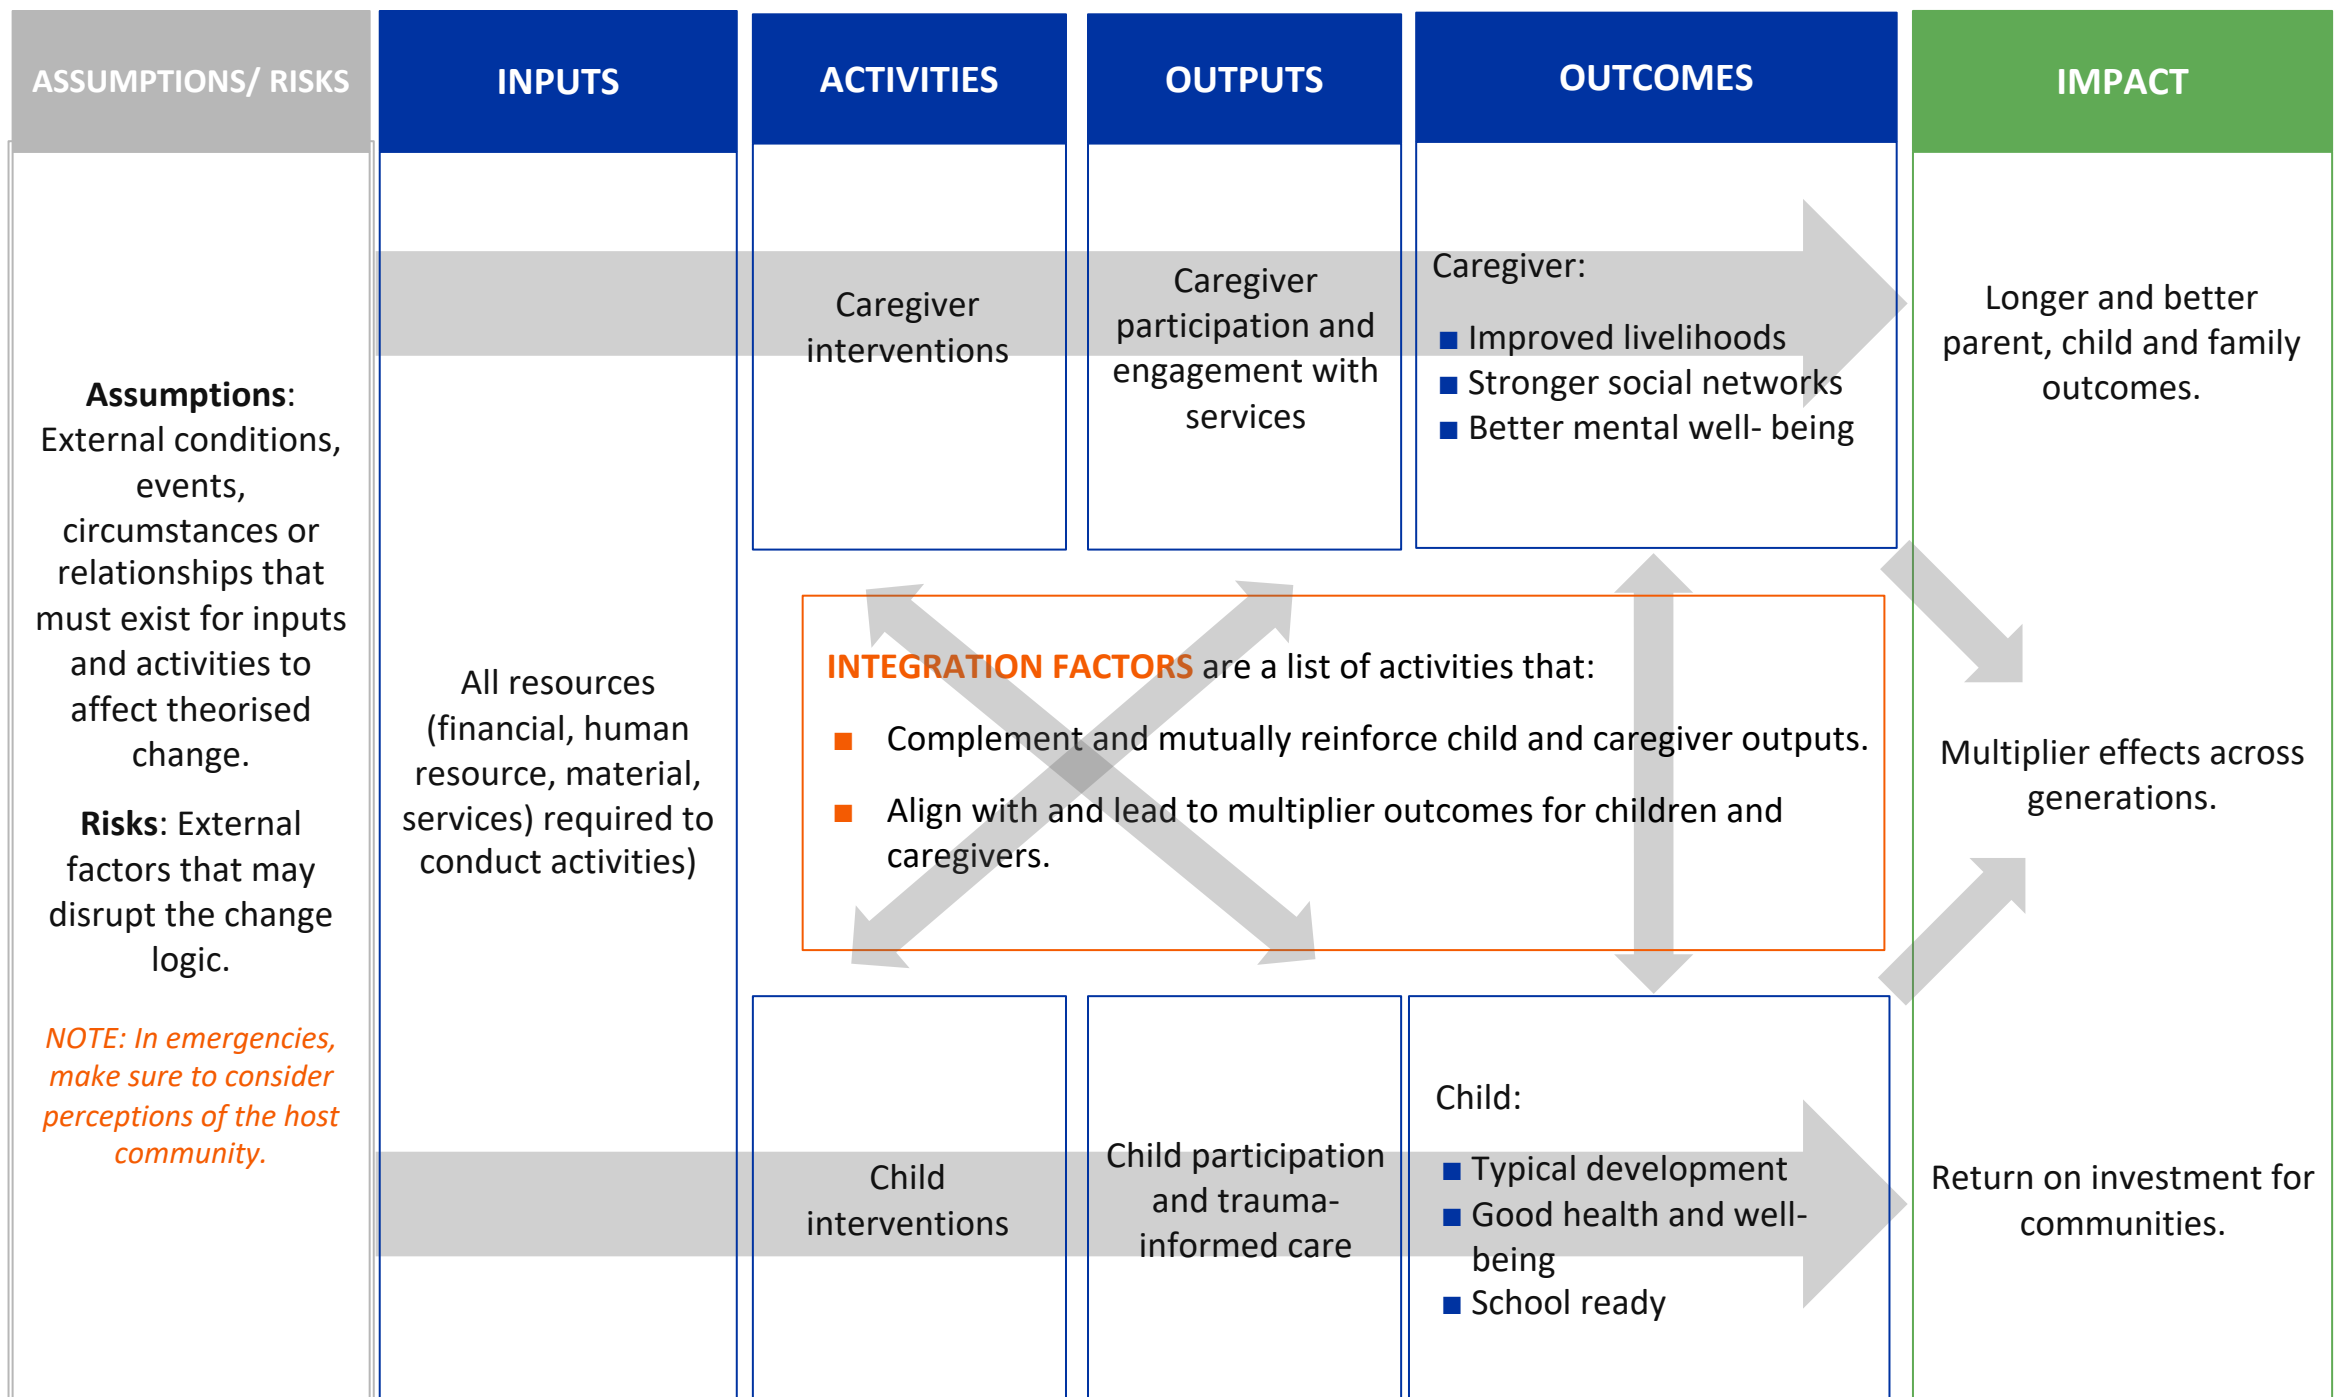 ASSUMPTIONS/ RISKS
INPUTS
ACTIVITIES
OUTPUTS
OUTCOMES
IMPACT
Assumptions:
External conditions,
events,
circumstances or
relationships that
must exist for inputs
and activities to
affect theorised
change.
Risks: External
factors that may
disrupt the change
logic.
NOTE: In emergencies,
make sure to consider
perceptions of the host
community.
All resources
(financial, human
resource, material,
services) required to
conduct activities)
Caregiver
interventions
Caregiver
participation and
engagement with
services
Caregiver:
■ Improved livelihoods
■ Stronger social networks
■ Better mental well- being
INTEGRATION FACTORS are a list of activities that:
■ Complement and mutually reinforce child and caregiver outputs.
■ Align with and lead to multiplier outcomes for children and
caregivers.
Child
interventions
Child participation
and trauma-
informed care
Child:
■ Typical development
■ Good health and well-
being
■ School ready
Longer and better
parent, child and family
outcomes.
Multiplier effects across
generations.
Return on investment for
communities.